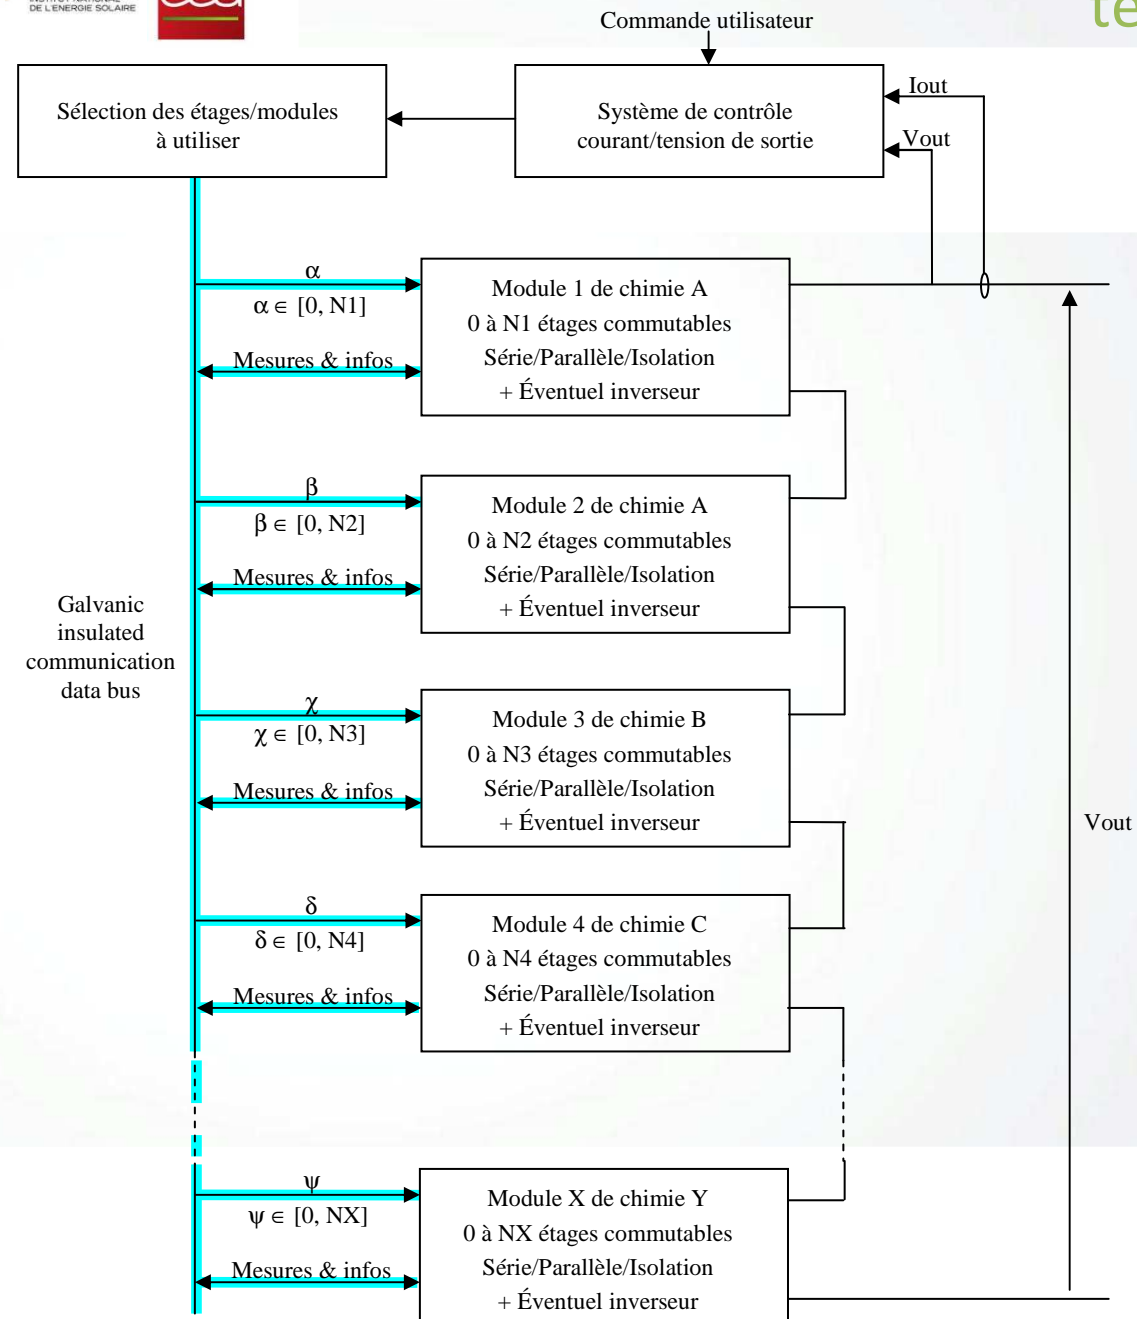 DE L'ENERGIE SOLAIRE
cea
te
Commande utilisateur
Sélection des étages/modules
à utiliser
Système de contrôle
courant/tension de sortie
Iout
Vout
α
α ∈ [0, N1]
Mesures & infos
Module 1 de chimie A
0 à N1 étages commutables
Série/Parallèle/Isolation
+ Éventuel inverseur
β
β ∈ [0, N2]
Mesures & infos
Module 2 de chimie A
0 à N2 étages commutables
Série/Parallèle/Isolation
+ Éventuel inverseur
Galvanic
insulated
communication
data bus
χ
χ ∈ [0, N3]
Mesures & infos
Module 3 de chimie B
0 à N3 étages commutables
Série/Parallèle/Isolation
+ Éventuel inverseur
Vout
δ
δ ∈ [0, N4]
Mesures & infos
Module 4 de chimie C
0 à N4 étages commutables
Série/Parallèle/Isolation
+ Éventuel inverseur
ψ
ψ ∈ [0, NX]
Mesures & infos
Module X de chimie Y
0 à NX étages commutables
Série/Parallèle/Isolation
+ Éventuel inverseur